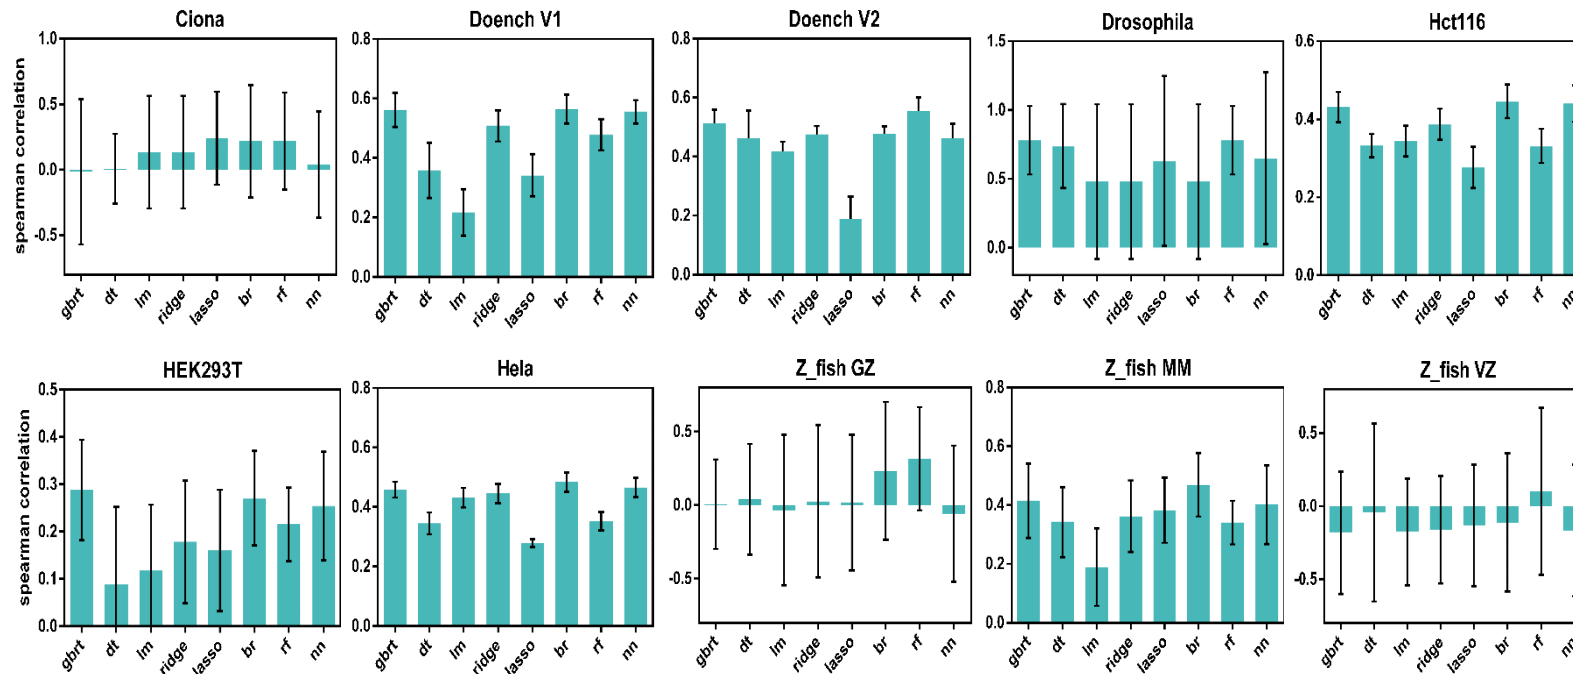 Ciona
Doench V1
Doench V2
Drosophila
Hct116
spearman correlation
1.0
0.5
0.0
-0.5
gbrt dt lm ridge lasso br rf nn
0.8
0.6
0.4
0.2
0.0
gbrt dt lm ridge lasso br rf nn
0.8
0.6
0.4
0.2
0.0
gbrt dt lm ridge lasso br rf nn
1.5
1.0
0.5
0.0
gbrt dt lm ridge lasso br rf nn
0.6
0.4
0.2
0.0
gbrt dt lm ridge lasso br rf nn
HEK293T
Hela
Z_fish GZ
Z_fish MM
Z_fish VZ
spearman correlation
0.5
0.4
0.3
0.2
0.1
0.0
gbrt dt lm ridge lasso br rf nn
0.8
0.6
0.4
0.2
0.0
gbrt dt lm ridge lasso br rf nn
0.5
0.0
-0.5
gbrt dt lm ridge lasso br rf nn
0.8
0.6
0.4
0.2
0.0
gbrt dt lm ridge lasso br rf nn
0.5
0.0
-0.5
gbrt dt lm ridge lasso br rf nn